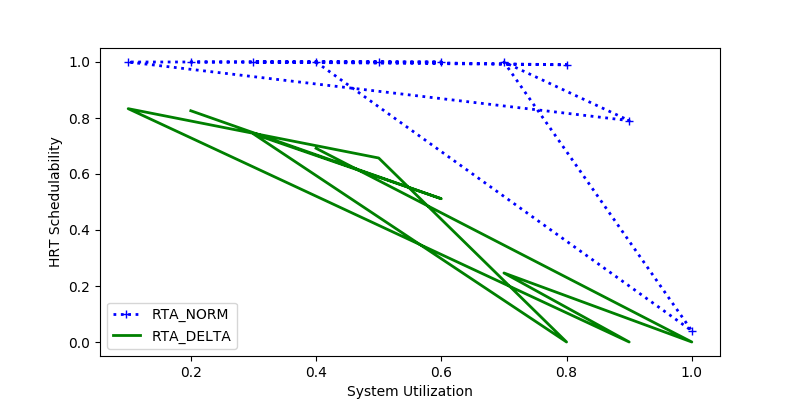 1.0
0.8
0.6
0.4
0.2
0.0
HRT Schedulability
RTA_NORM
RTA_DELTA
0.2 0.4 0.6 0.8 1.0
System Utilization